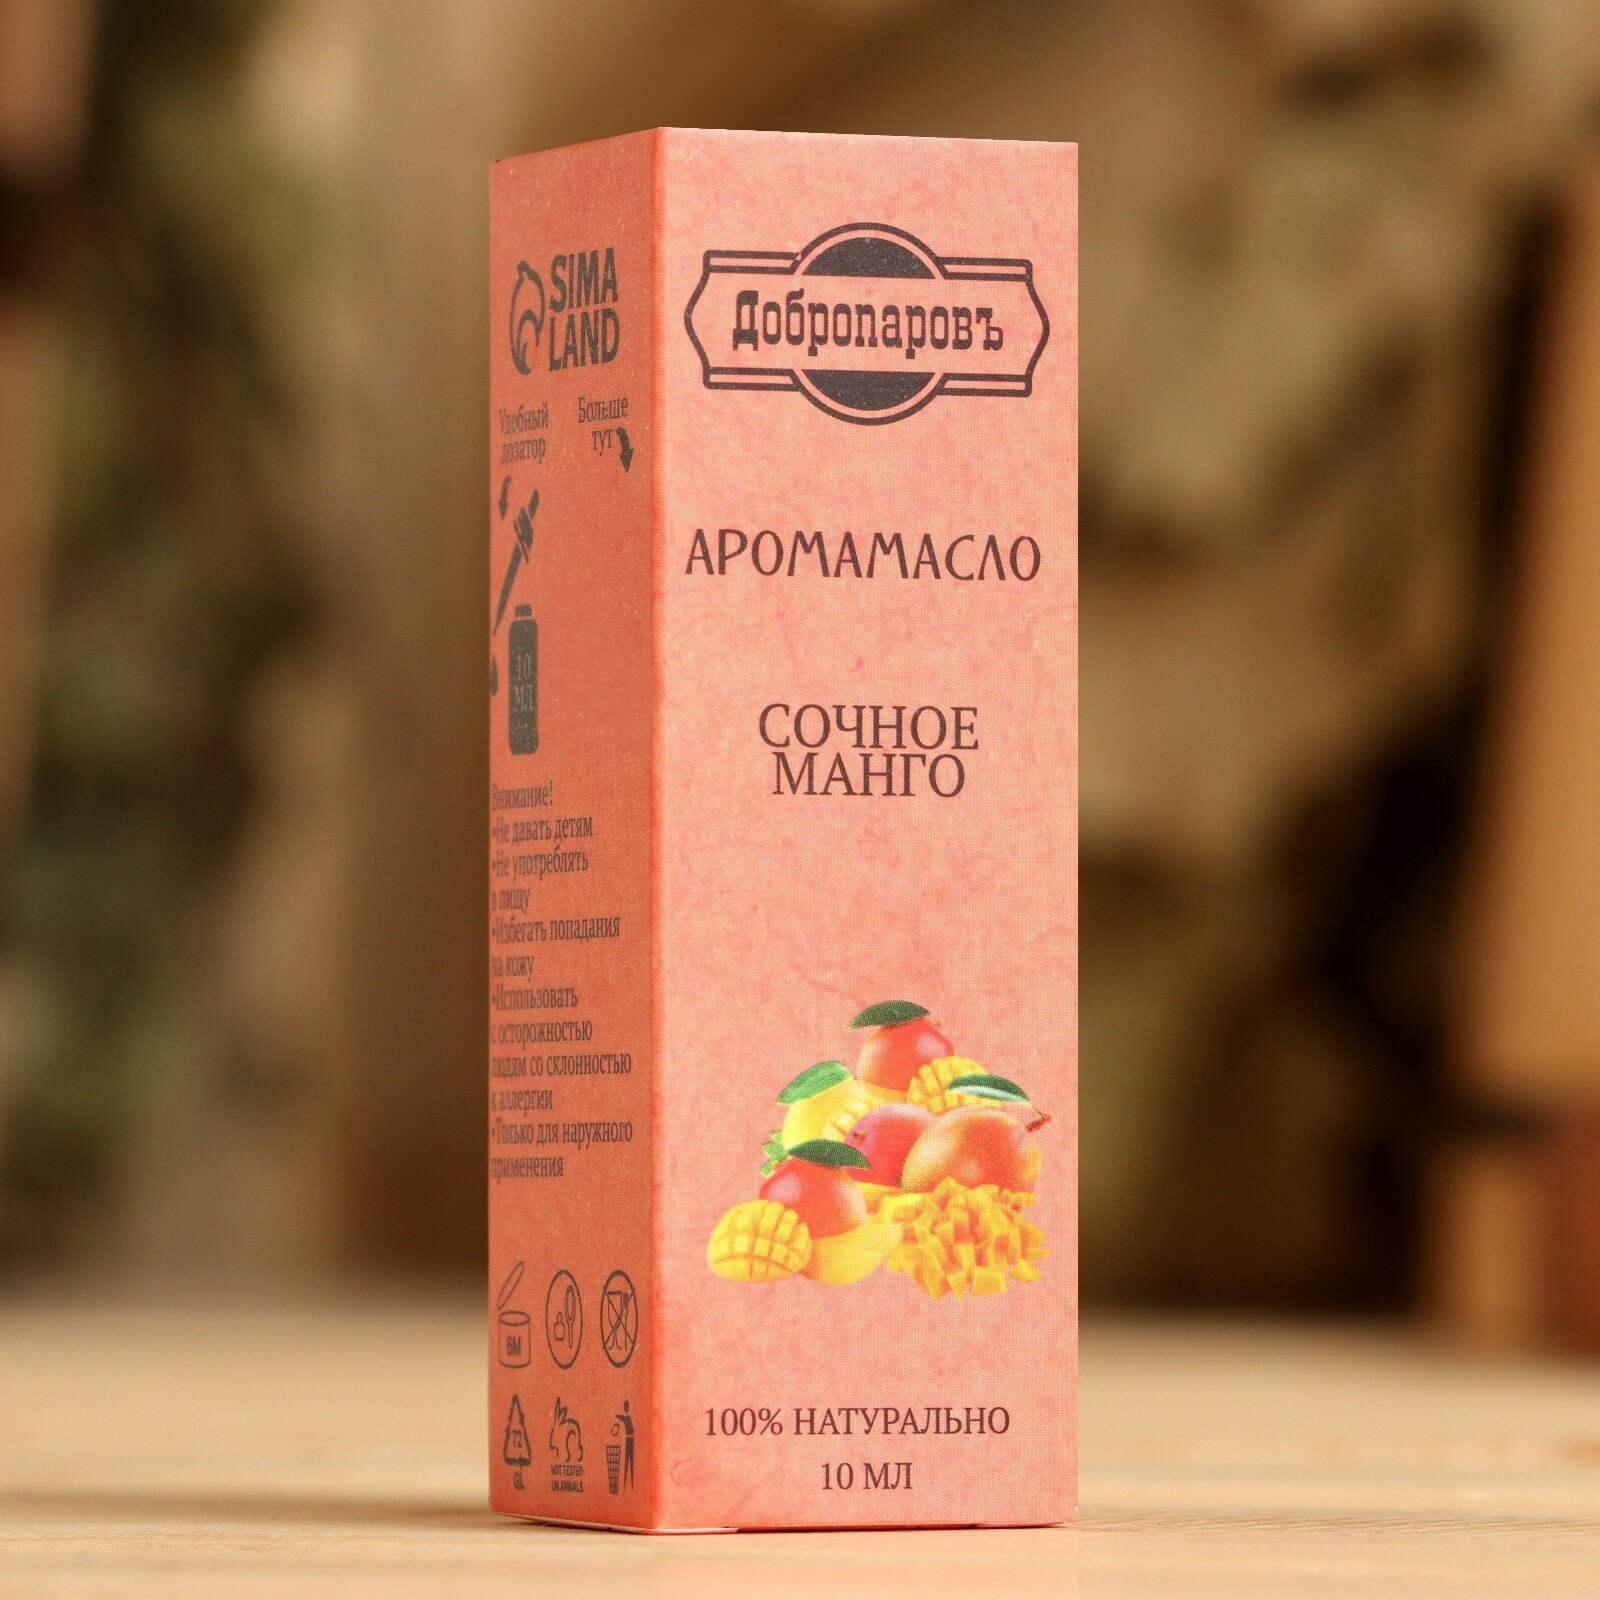 SIMA
LAND
Удобный
дозатор
Больше
тут
10
МЛ
Внимание!
•Не давать детям
•Не употреблять
в пищу
•Избегать попадания
на кожу
•Использовать
с осторожностью
людям со склонностью
к аллергии
•Только для наружного
применения
6М
72
GL
NOT TESTED
ON ANIMALS
Добропаровъ
АРОМАМАСЛО
СОЧНОЕ
МАНГО
100% НАТУРАЛЬНО
10 МЛ